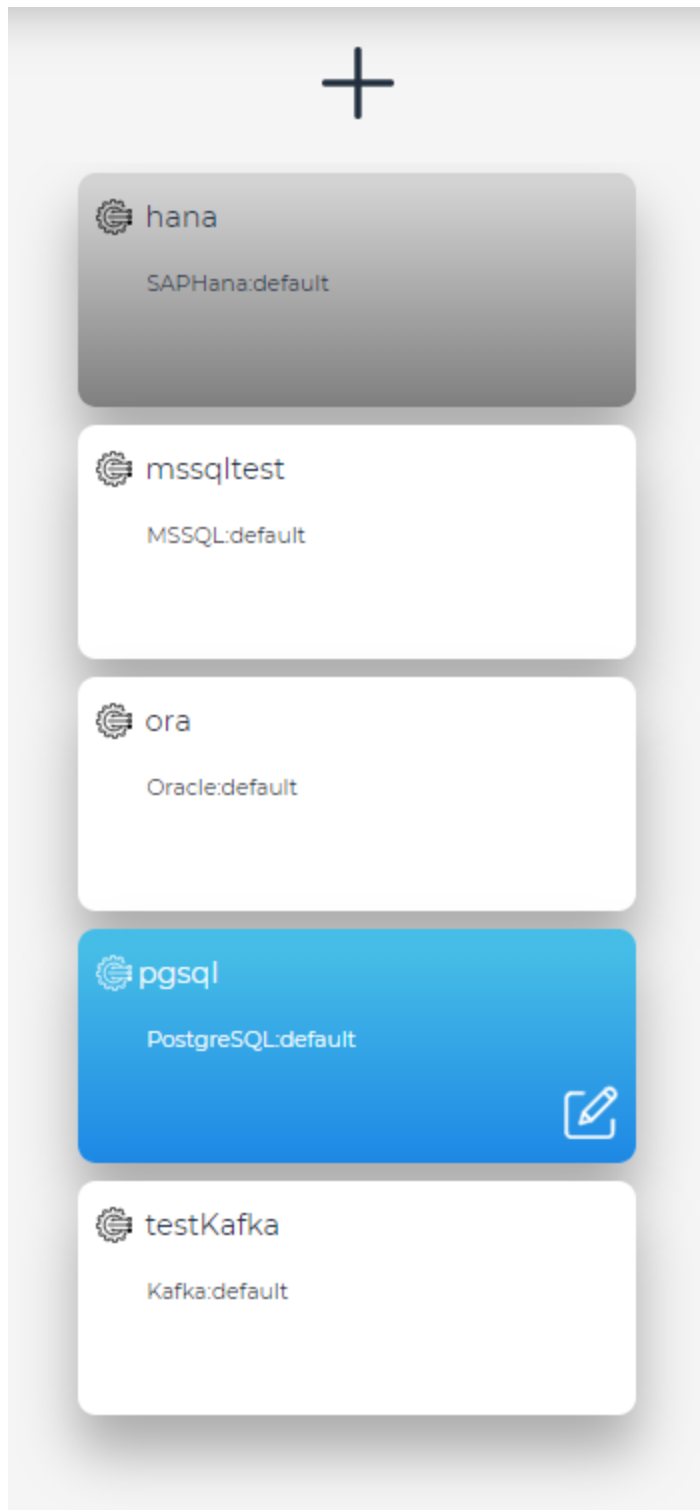 hana
SAPHana:default
mssqltest
MSSQL:default
ora
Oracle:default
pgsql
PostgreSQL:default
testKafka
Kafka:default